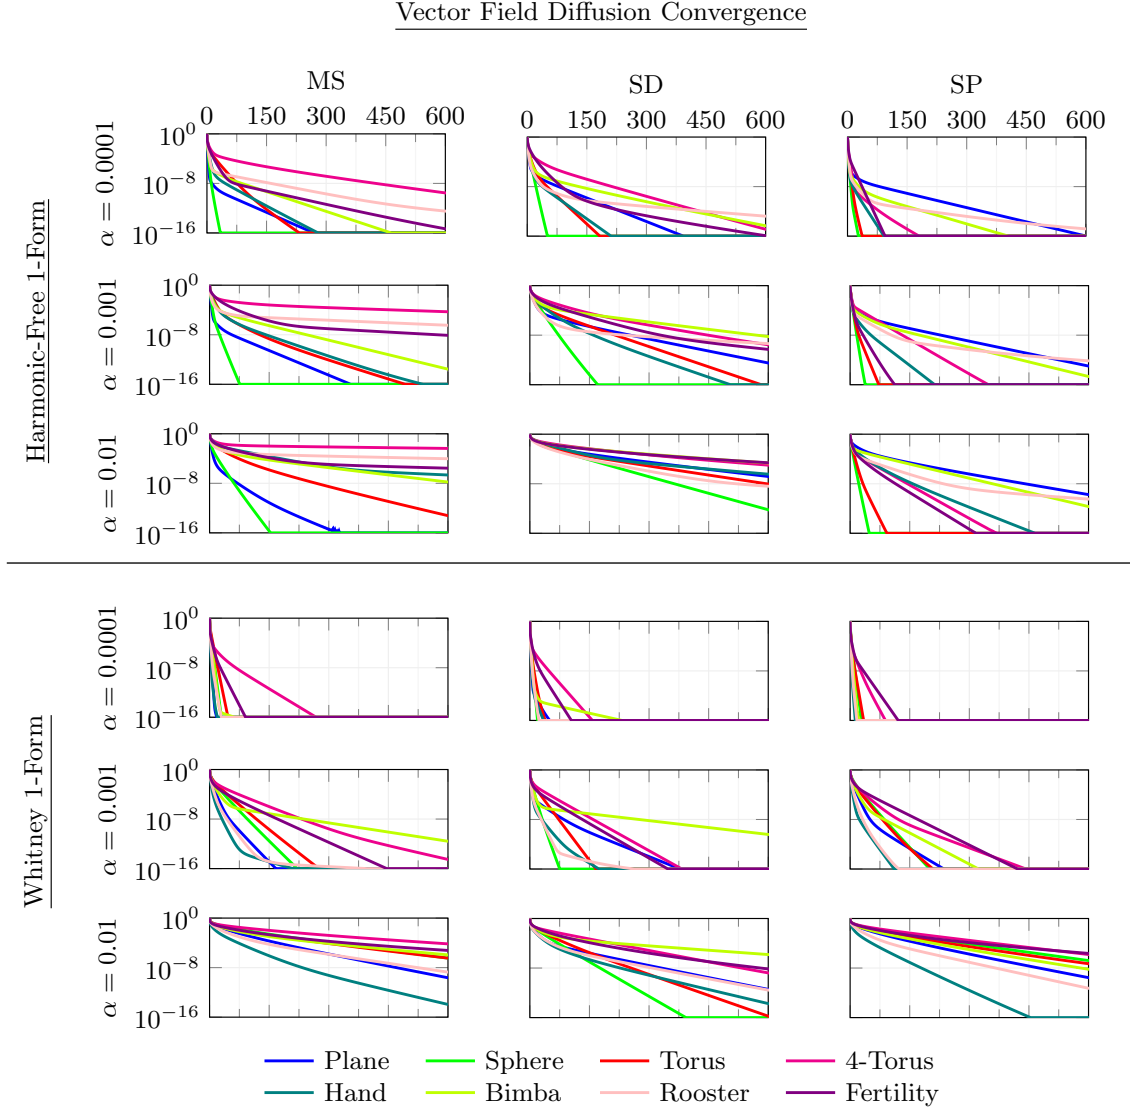 Vector Field Diffusion Convergence
MS SD SP
0 150 300 450 600 0 150 300 450 600 0 150 300 450 600
Harmonic-Free 1-Form
α = 0.0001
10^0
10^−8
10^−16
α = 0.001
10^0
10^−8
10^−16
α = 0.01
10^0
10^−8
10^−16
Whitney 1-Form
α = 0.0001
10^0
10^−8
10^−16
α = 0.001
10^0
10^−8
10^−16
α = 0.01
10^0
10^−8
10^−16
Plane Sphere Torus 4-Torus
Hand Bimba Rooster Fertility